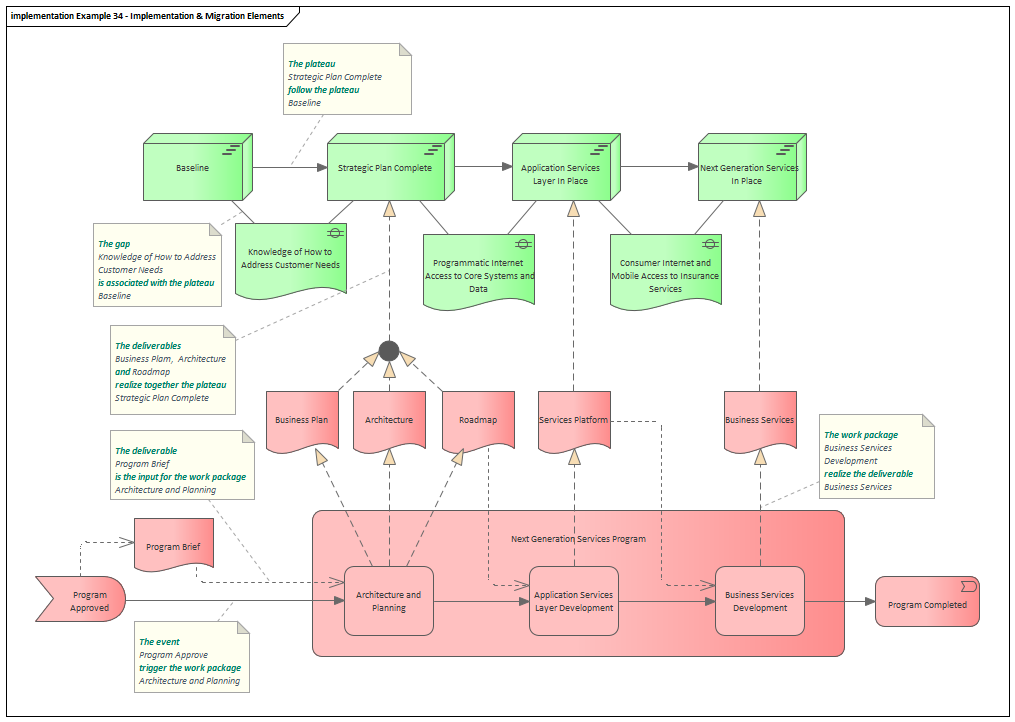 implementation Example 34 - Implementation & Migration Elements
The plateau
Strategic Plan Complete
follow the plateau
Baseline
Baseline
Strategic Plan Complete
Application Services
Layer In Place
Next Generation Services
In Place
The gap
Knowledge of How to Address
Customer Needs
is associated with the plateau
Baseline
Knowledge of How to
Address Customer Needs
Programmatic Internet
Access to Core Systems and
Data
Consumer Internet and
Mobile Access to Insurance
Services
The deliverables
Business Plam, Architecture
and Roadmap
realize together the plateau
Strategic Plan Complete
Business Plan
Architecture
Roadmap
Services Platform
Business Services
The deliverable
Program Brief
is the input for the work package
Architecture and Planning
The work package
Business Services
Development
realize the deliverable
Business Services
Program Brief
Next Generation Services Program
Program
Approved
Architecture and
Planning
Application Services
Layer Development
Business Services
Development
Program Completed
The event
Program Approve
trigger the work package
Architecture and Planning